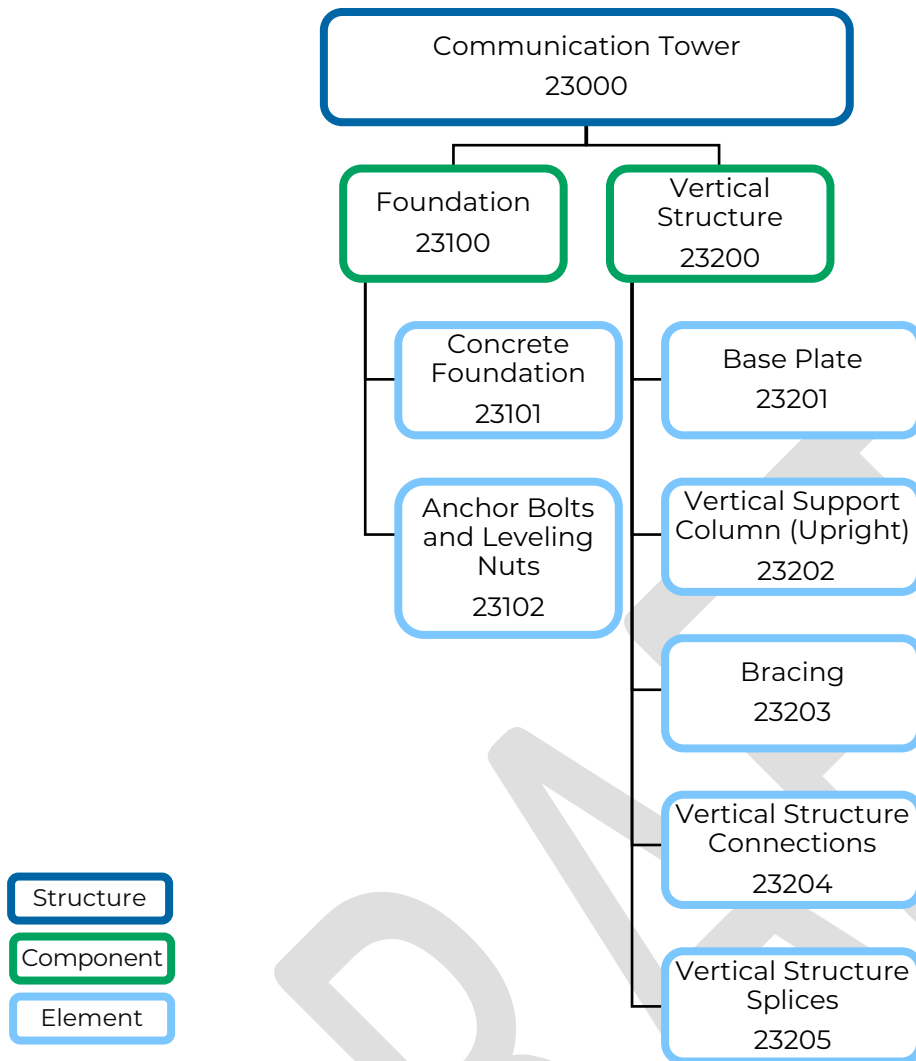 Communication Tower
23000
Foundation
23100
Vertical
Structure
23200
Concrete
Foundation
23101
Base Plate
23201
Anchor Bolts
and Leveling
Nuts
23102
Vertical Support
Column (Upright)
23202
Bracing
23203
Vertical Structure
Connections
23204
Vertical Structure
Splices
23205
Structure
Component
Element